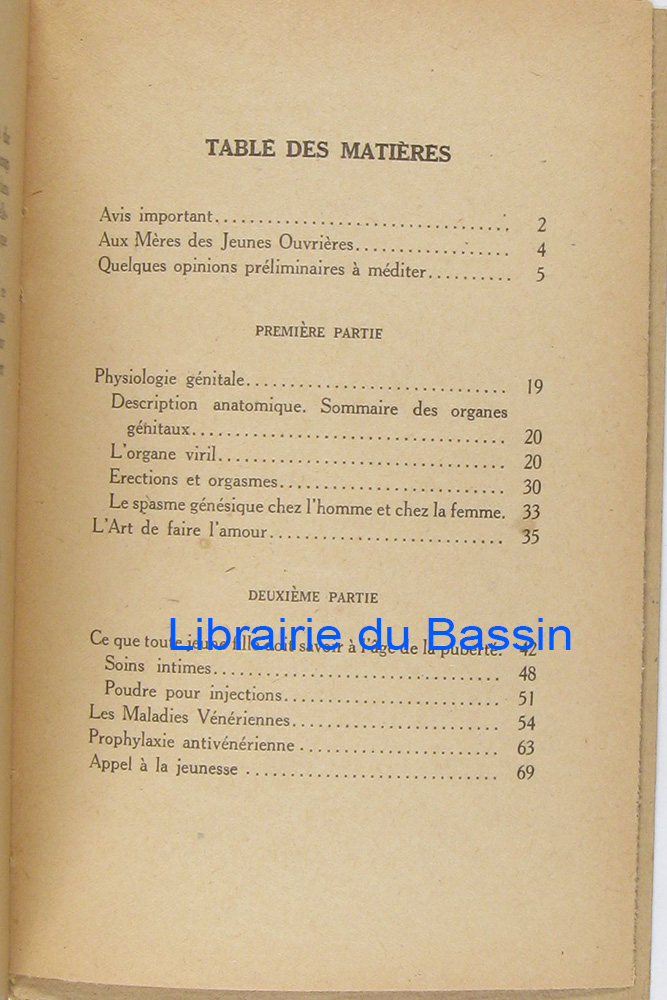 TABLE DES MATIÈRES
Avis important 2
Aux Mères des Jeunes Ouvrières 4
Quelques opinions préliminaires à méditer 5
PREMIÈRE PARTIE
Physiologie génitale 19
Description anatomique. Sommaire des organes
génitaux 20
L'organe viril 20
Erections et orgasmes 30
Le spasme génésique chez l'homme et chez la femme. 33
L'Art de faire l'amour 35
DEUXIÈME PARTIE
Librairie du Bassin
Ce que toute jeune fille doit savoir à l'âge de la puberté. 42
Soins intimes 48
Poudre pour injections 51
Les Maladies Vénériennes 54
Prophylaxie antivénérienne 63
Appel à la jeunesse 69